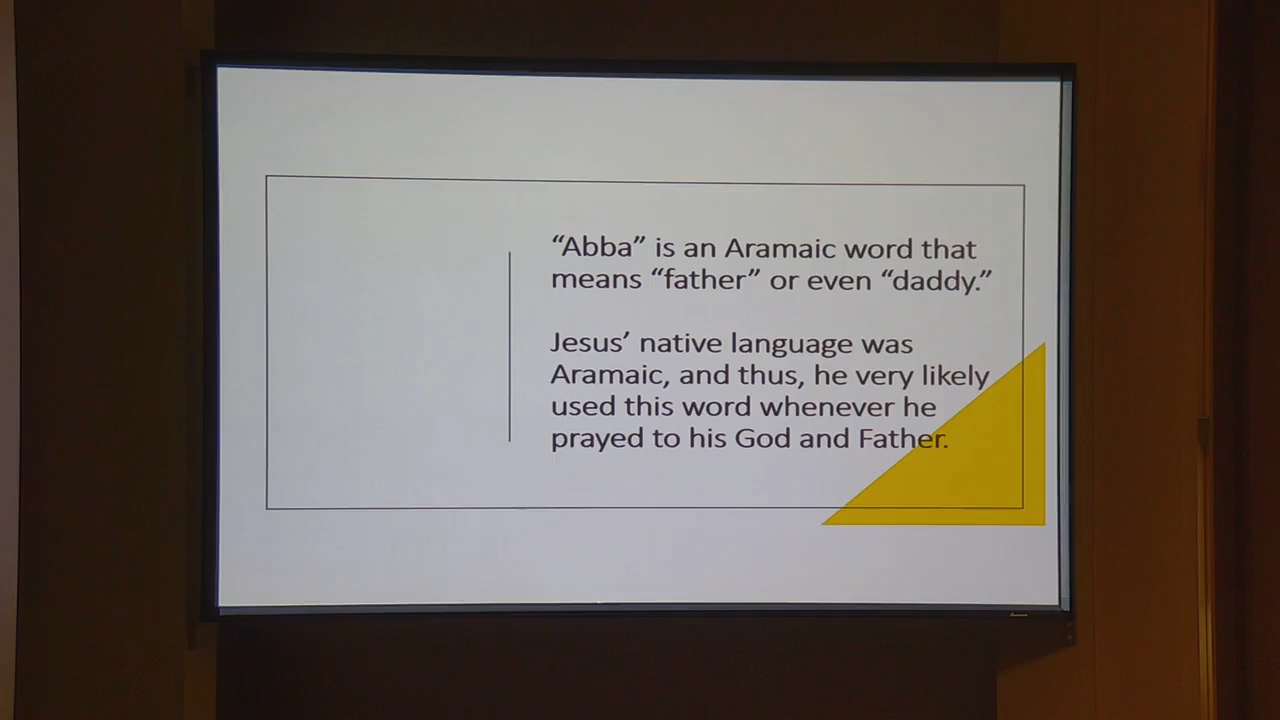 “Abba” is an Aramaic word that
means “father” or even “daddy.”
Jesus’ native language was
Aramaic, and thus, he very likely
used this word whenever he
prayed to his God and Father.